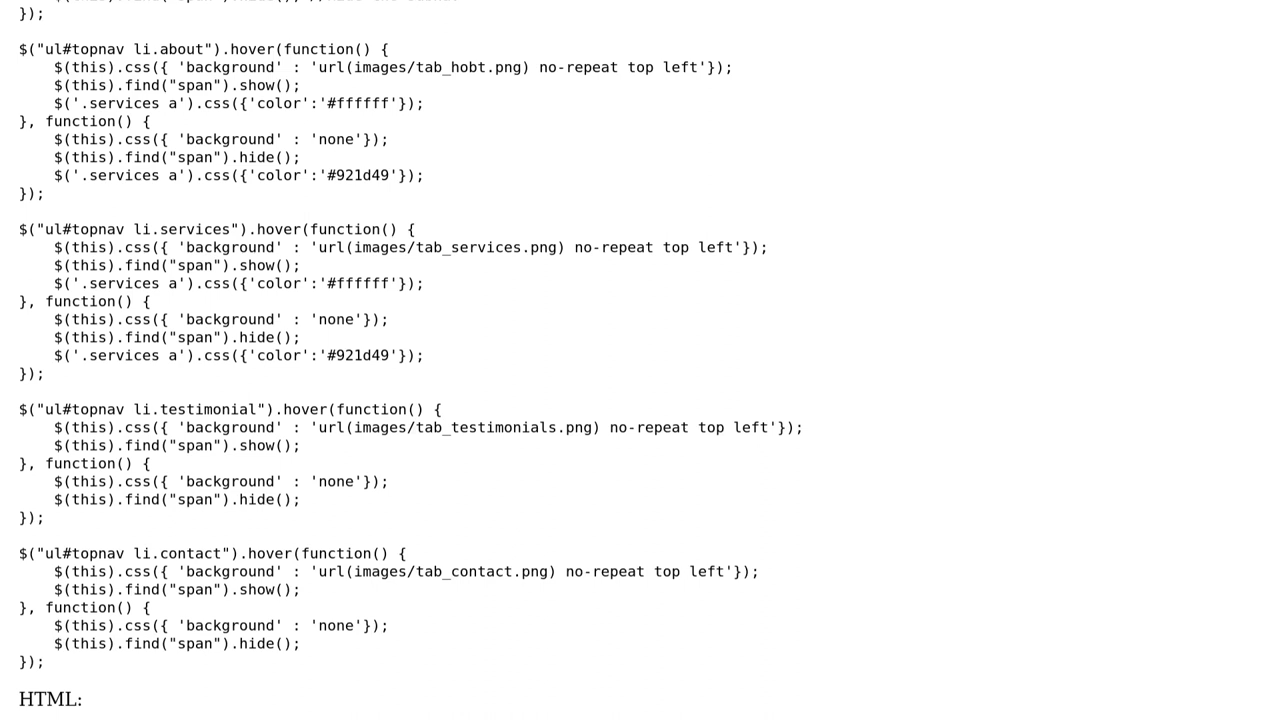 });
$("ul#topnav li.about").hover(function() {
    $(this).css({ 'background' : 'url(images/tab_hobt.png) no-repeat top left'});
    $(this).find("span").show();
    $('.services a').css({'color':'#ffffff'});
}, function() {
    $(this).css({ 'background' : 'none'});
    $(this).find("span").hide();
    $('.services a').css({'color':'#921d49'});
});
$("ul#topnav li.services").hover(function() {
    $(this).css({ 'background' : 'url(images/tab_services.png) no-repeat top left'});
    $(this).find("span").show();
    $('.services a').css({'color':'#ffffff'});
}, function() {
    $(this).css({ 'background' : 'none'});
    $(this).find("span").hide();
    $('.services a').css({'color':'#921d49'});
});
$("ul#topnav li.testimonial").hover(function() {
    $(this).css({ 'background' : 'url(images/tab_testimonials.png) no-repeat top left'});
    $(this).find("span").show();
}, function() {
    $(this).css({ 'background' : 'none'});
    $(this).find("span").hide();
});
$("ul#topnav li.contact").hover(function() {
    $(this).css({ 'background' : 'url(images/tab_contact.png) no-repeat top left'});
    $(this).find("span").show();
}, function() {
    $(this).css({ 'background' : 'none'});
    $(this).find("span").hide();
});
HTML: